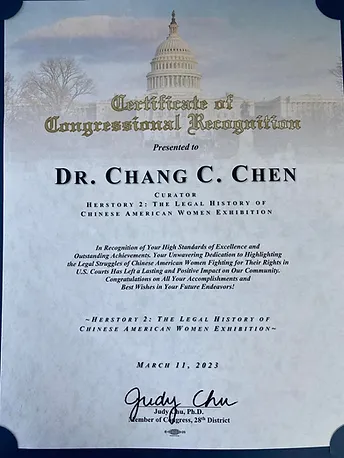 Certificate of
Congressional Recognition
Presented to
DR. CHANG C. CHEN
CURATOR
HERSTORY 2: THE LEGAL HISTORY OF
CHINESE AMERICAN WOMEN EXHIBITION
In Recognition of Your High Standards of Excellence and
Outstanding Achievements. Your Unwavering Dedication to Highlighting
the Legal Struggles of Chinese American Women Fighting for Their Rights in
U.S. Courts Has Left a Lasting and Positive Impact on Our Community.
Congratulations on All Your Accomplishments and
Best Wishes in Your Future Endeavors!
~HERSTORY 2: THE LEGAL HISTORY OF
CHINESE AMERICAN WOMEN EXHIBITION~
MARCH 11, 2023
Judy Chu
Judy Chu, Ph.D.
Member of Congress, 28th District